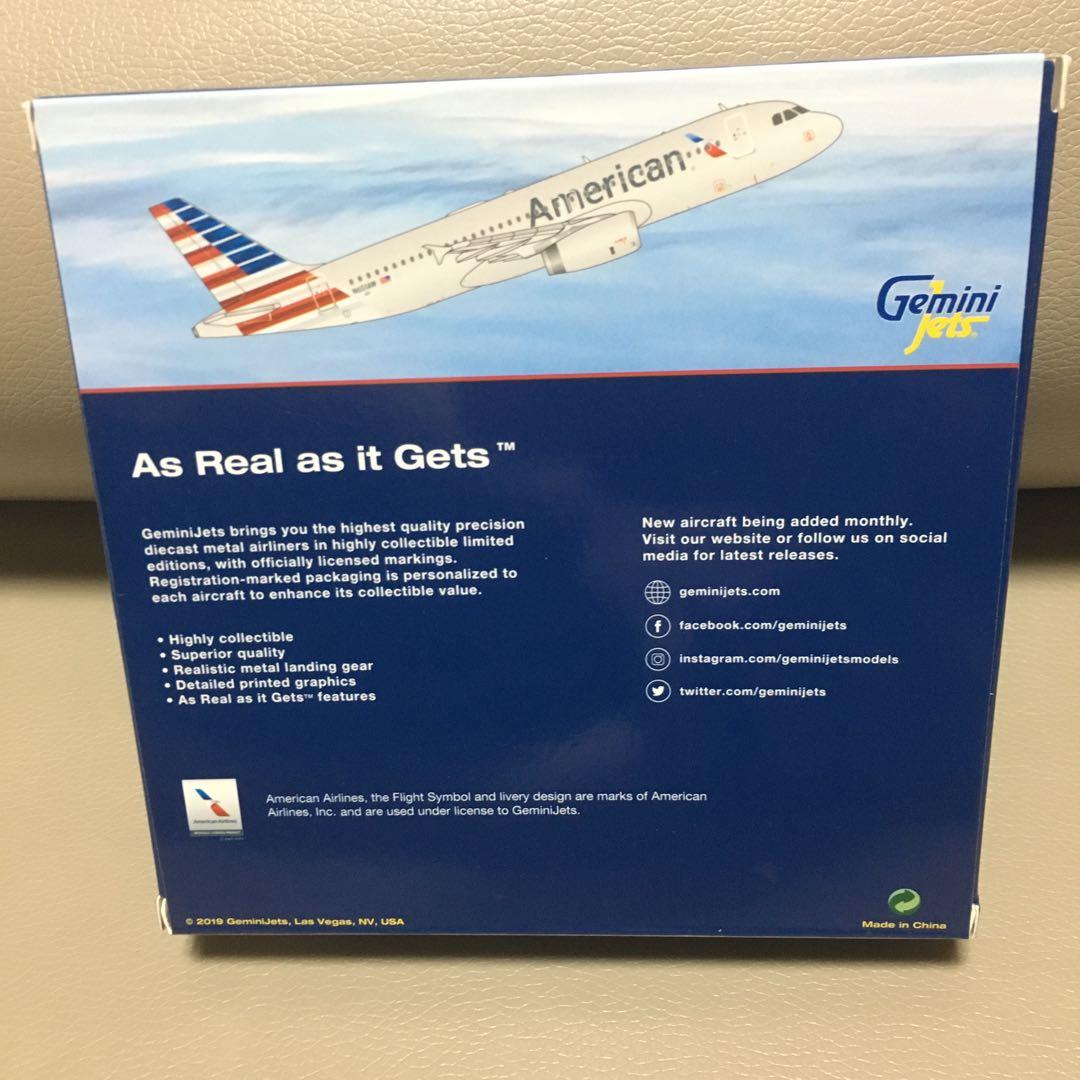 American
N601AW
Gemini
Jets
As Real as it Gets™
GeminiJets brings you the highest quality precision
diecast metal airliners in highly collectible limited
editions, with officially licensed markings.
Registration-marked packaging is personalized to
each aircraft to enhance its collectible value.
• Highly collectible
• Superior quality
• Realistic metal landing gear
• Detailed printed graphics
• As Real as it Gets™ features
New aircraft being added monthly.
Visit our website or follow us on social
media for latest releases.
geminijets.com
facebook.com/geminijets
instagram.com/geminijetsmodels
twitter.com/geminijets
American Airlines
American Airlines, the Flight Symbol and livery design are marks of American
Airlines, Inc. and are used under license to GeminiJets.
© 2019 GeminiJets, Las Vegas, NV, USA
Made in China